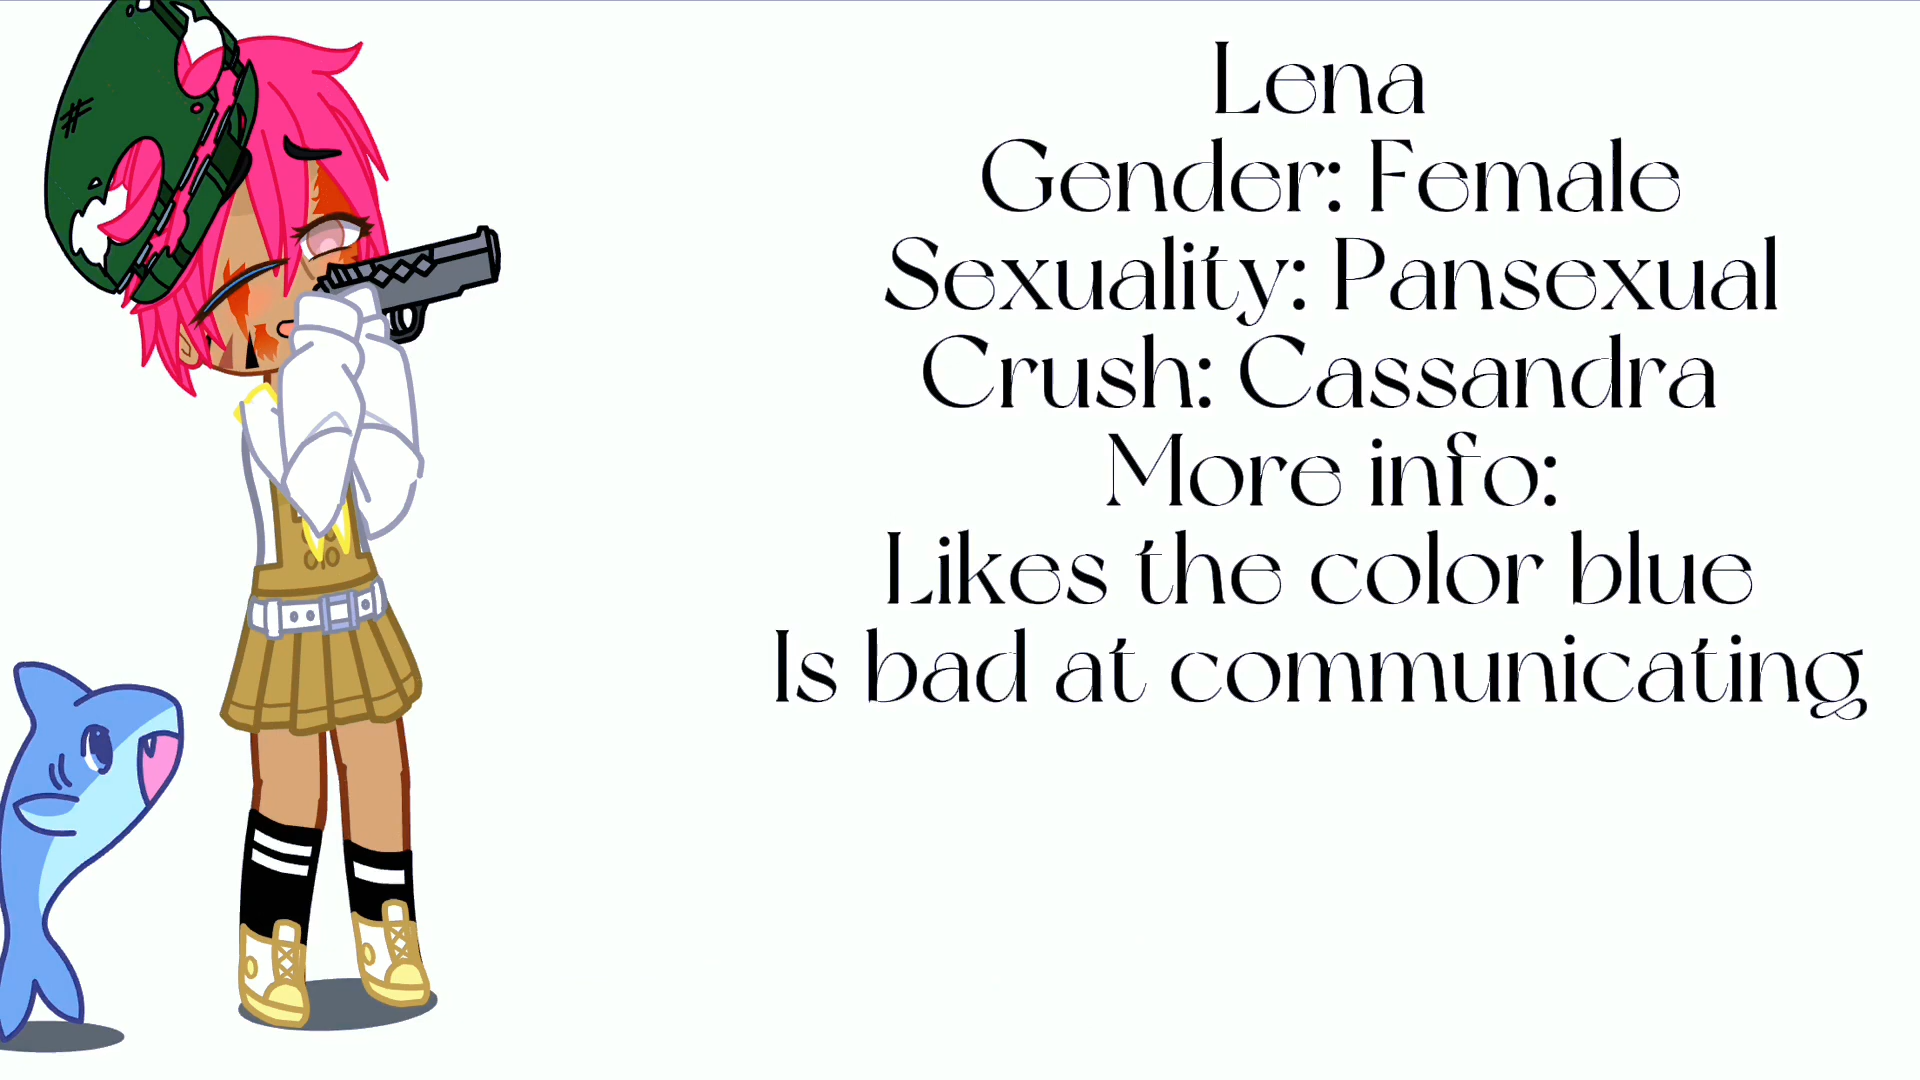 Lena
Gender: Female
Sexuality: Pansexual
Crush: Cassandra
More info:
Likes the color blue
Is bad at communicating